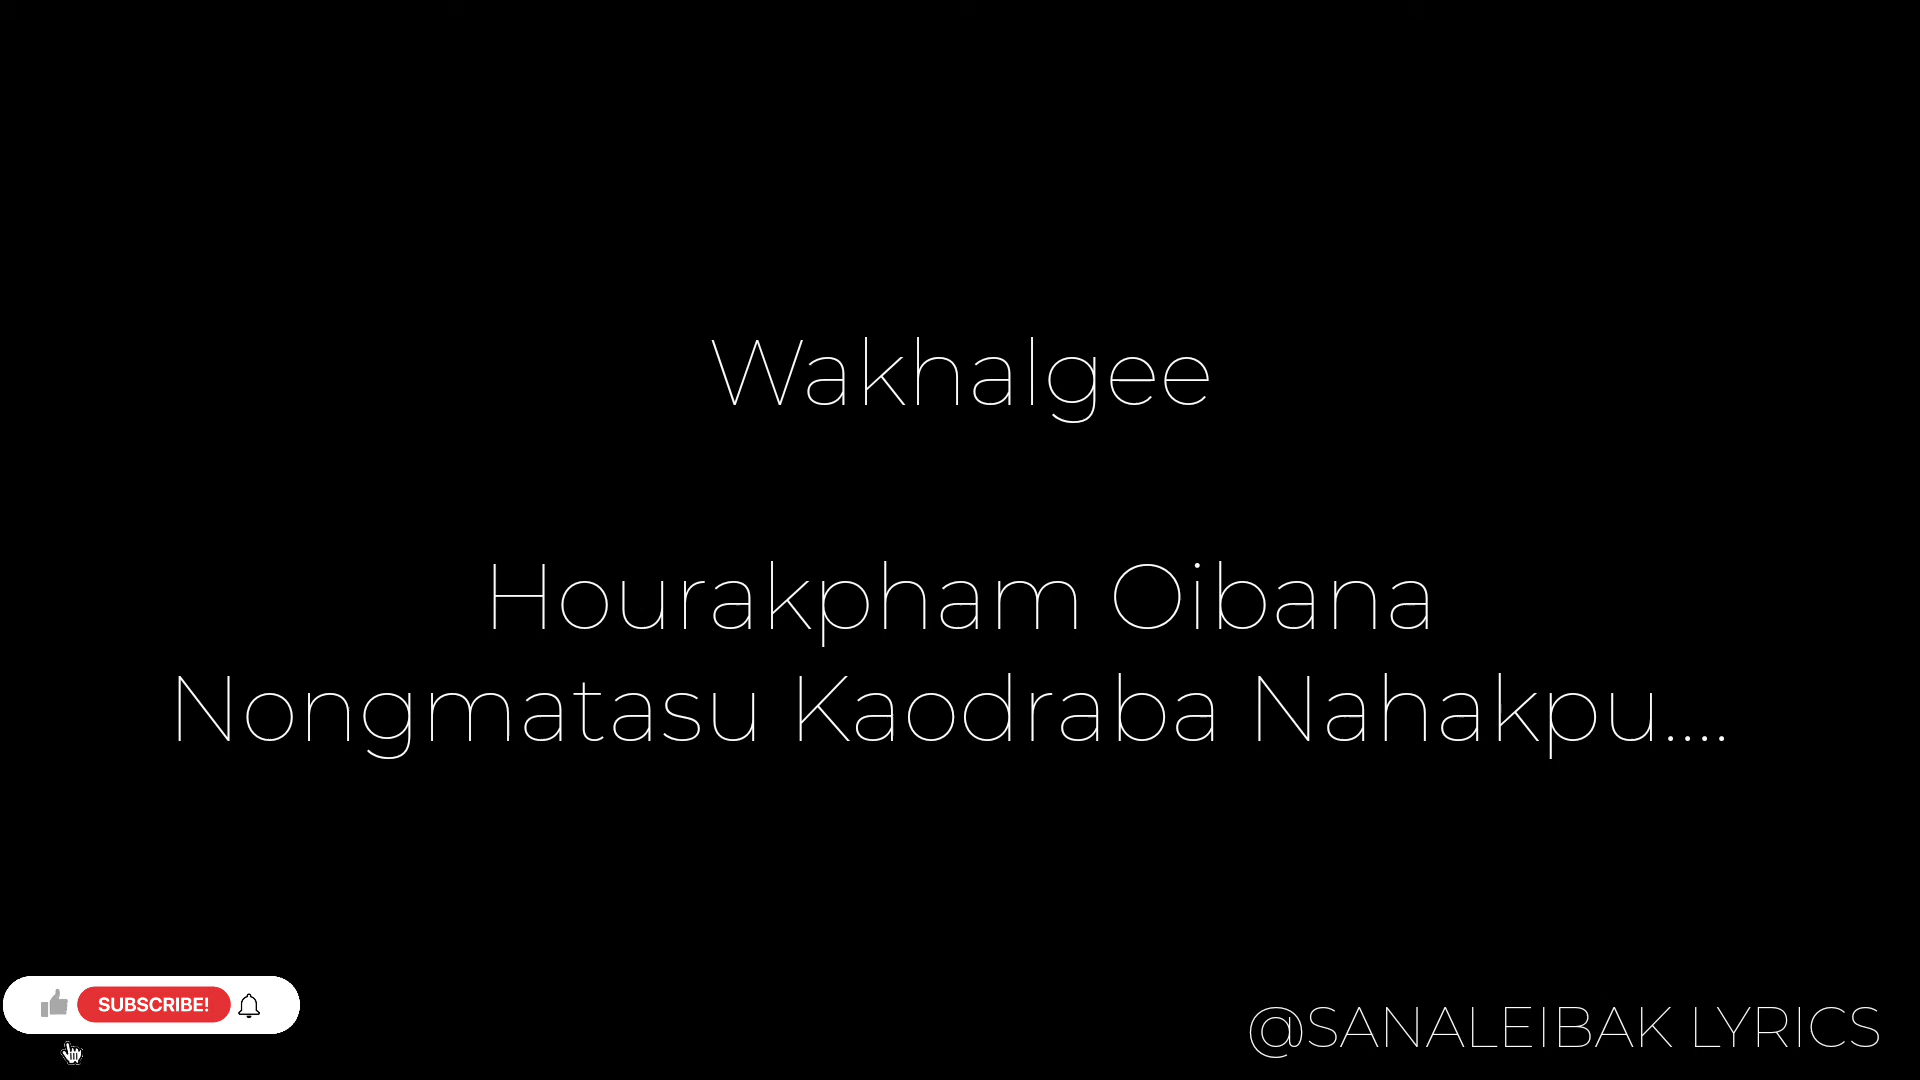 Wakhalgee
Hourakpham Oibana
Nongmatasu Kaodraba Nahakpu....
SUBSCRIBE!
@SANALEIBAK LYRICS